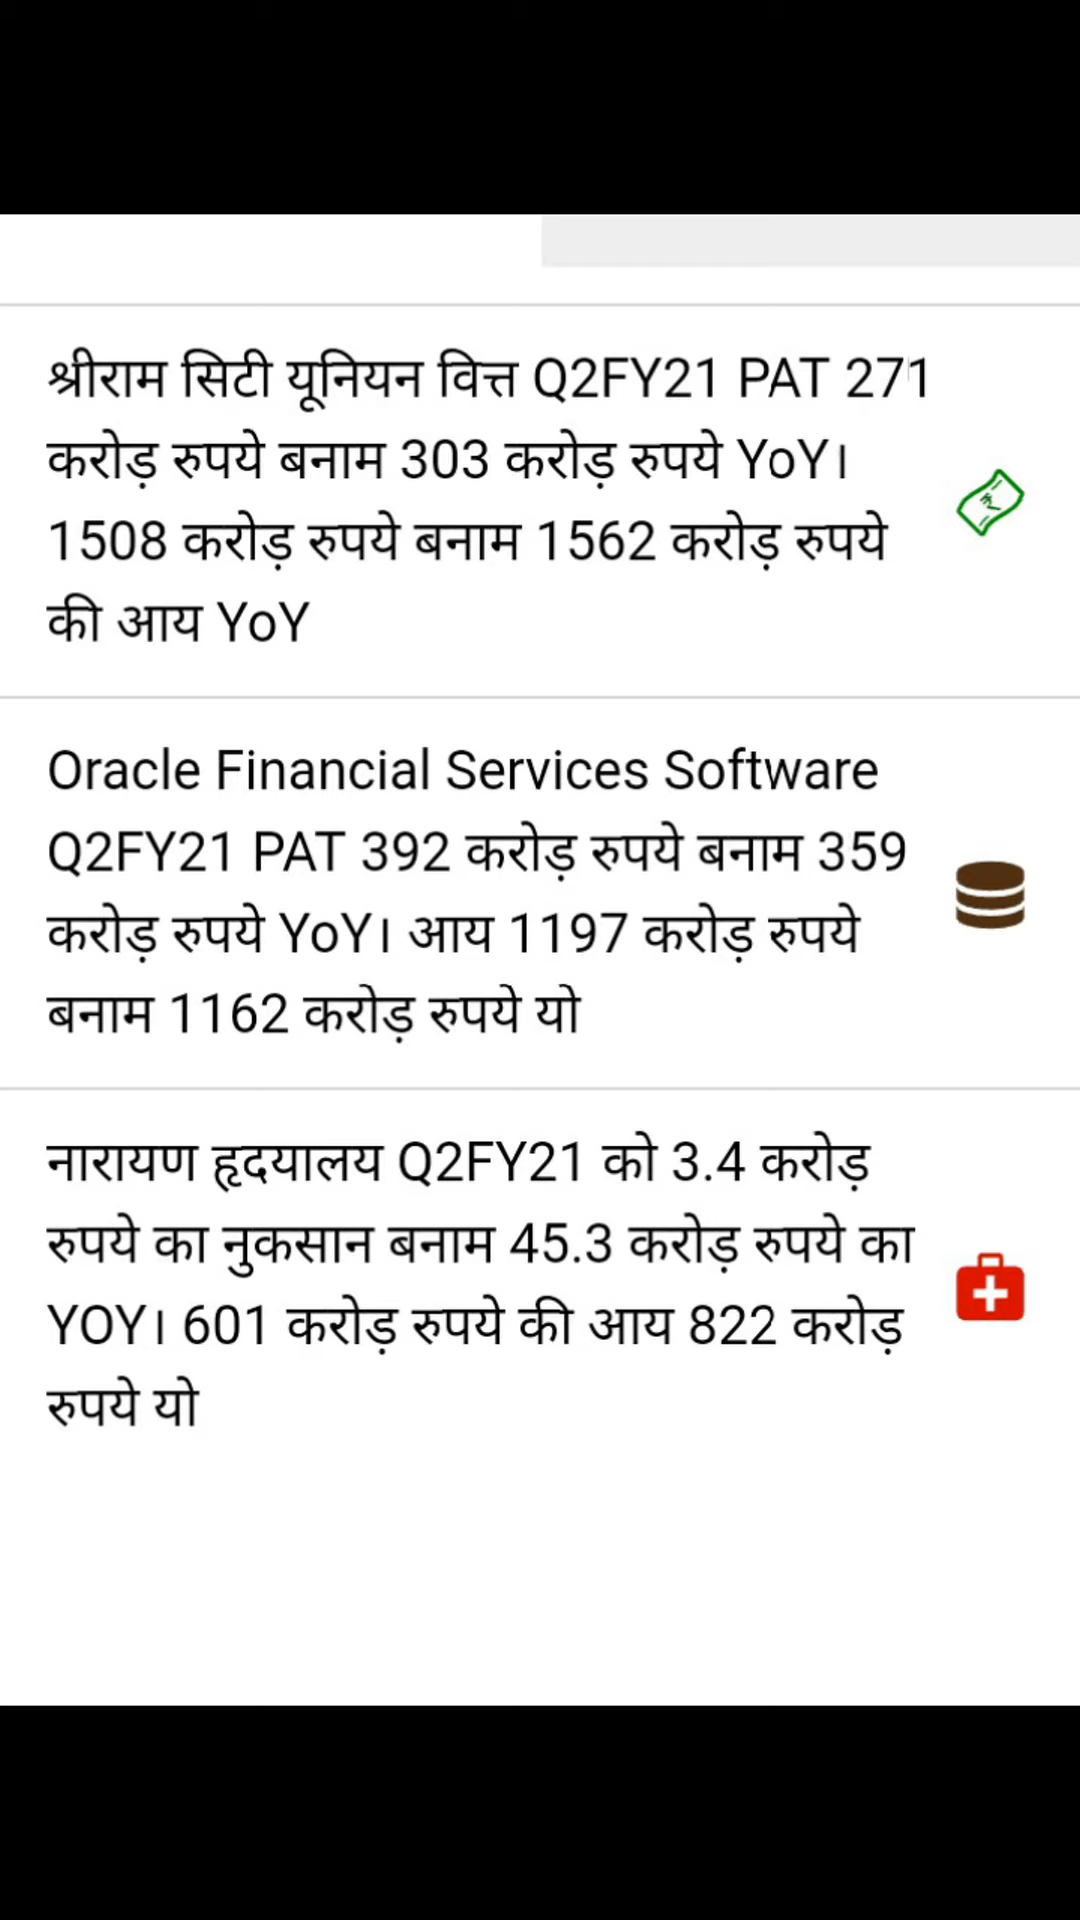 श्रीराम सिटी यूनियन वित्त Q2FY21 PAT 271
करोड़ रुपये बनाम 303 करोड़ रुपये YoY।
1508 करोड़ रुपये बनाम 1562 करोड़ रुपये
की आय YoY
Oracle Financial Services Software
Q2FY21 PAT 392 करोड़ रुपये बनाम 359
करोड़ रुपये YoY। आय 1197 करोड़ रुपये
बनाम 1162 करोड़ रुपये यो
नारायण हृदयालय Q2FY21 को 3.4 करोड़
रुपये का नुकसान बनाम 45.3 करोड़ रुपये का
YOY। 601 करोड़ रुपये की आय 822 करोड़
रुपये यो